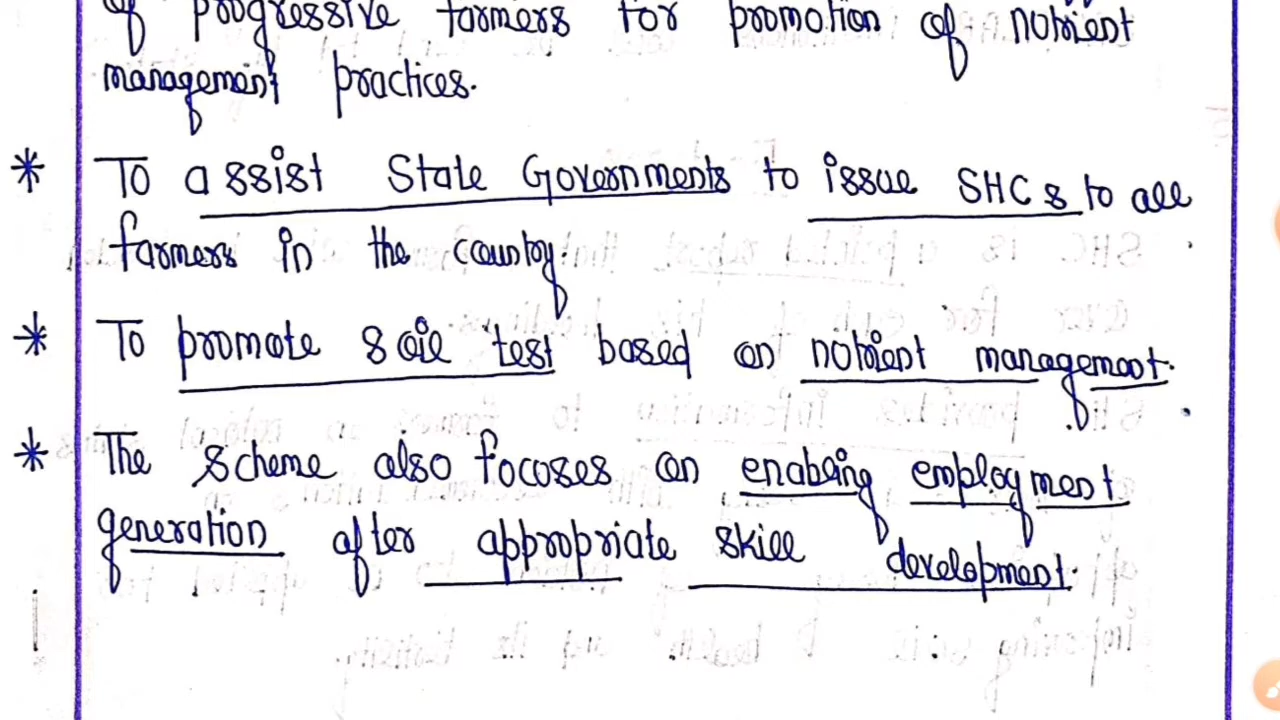 of progressive farmers for promotion of nutrient
management practices.
* To assist State Governments to issue SHCs to all
farmers in the country.
* To promote soil test based on nutrient management.
* The scheme also focuses on enabling employment
generation after appropriate skill development.